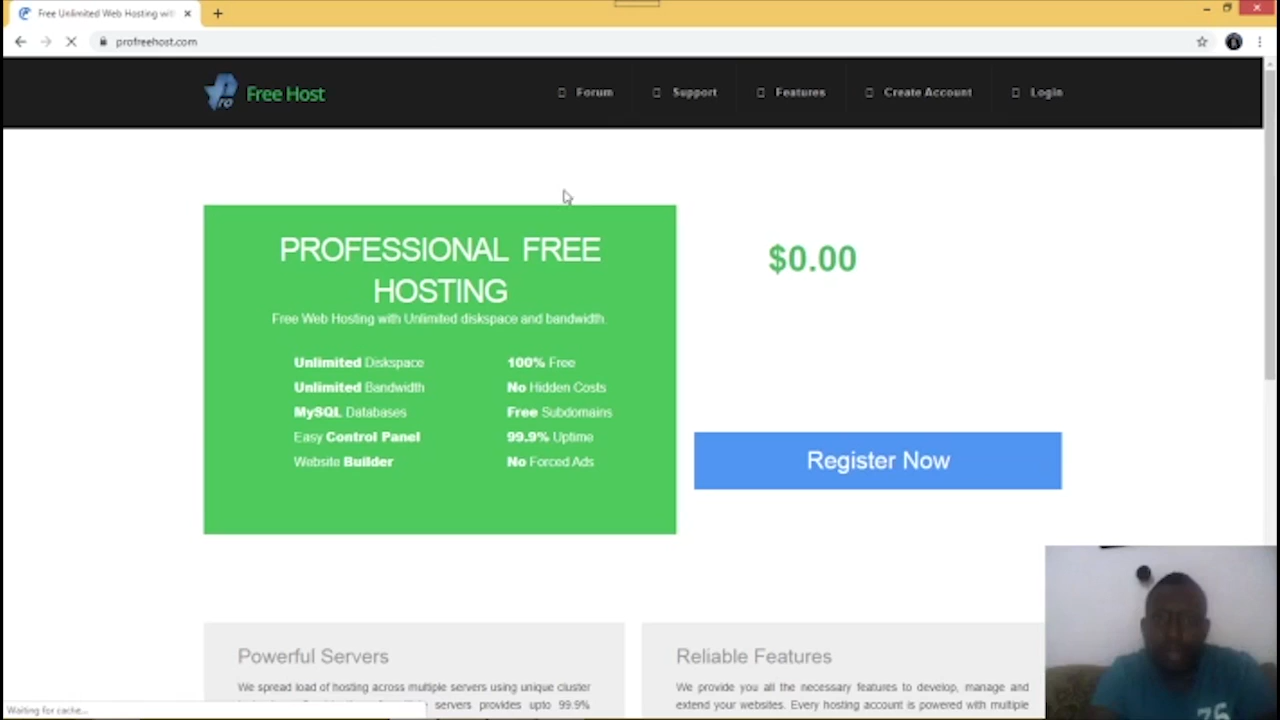 Free Unlimited Web Hosting wit
profreehost.com
Pro Free Host
Forum
Support
Features
Create Account
Login
PROFESSIONAL FREE
HOSTING
Free Web Hosting with Unlimited diskspace and bandwidth.
Unlimited Diskspace
100% Free
Unlimited Bandwidth
No Hidden Costs
MySQL Databases
Free Subdomains
Easy Control Panel
99.9% Uptime
Website Builder
No Forced Ads
$0.00
Register Now
Powerful Servers
We spread load of hosting across multiple servers using unique cluster
servers provides upto 99.9%
Reliable Features
We provide you all the necessary features to develop, manage and
extend your websites. Every hosting account is powered with multiple
Waiting for cache...
75